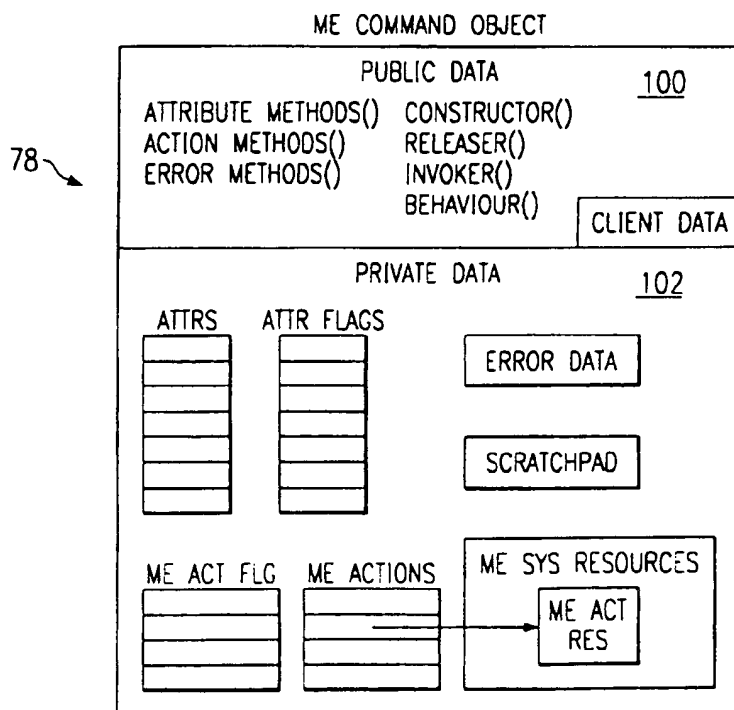 ME COMMAND OBJECT
PUBLIC DATA
100
ATTRIBUTE METHODS() CONSTRUCTOR()
ACTION METHODS() RELEASER()
ERROR METHODS() INVOKER()
BEHAVIOUR()
78
CLIENT DATA
PRIVATE DATA
102
ATTRS ATTR FLAGS
ERROR DATA
SCRATCHPAD
ME ACT FLG ME ACTIONS
ME SYS RESOURCES
ME ACT
RES